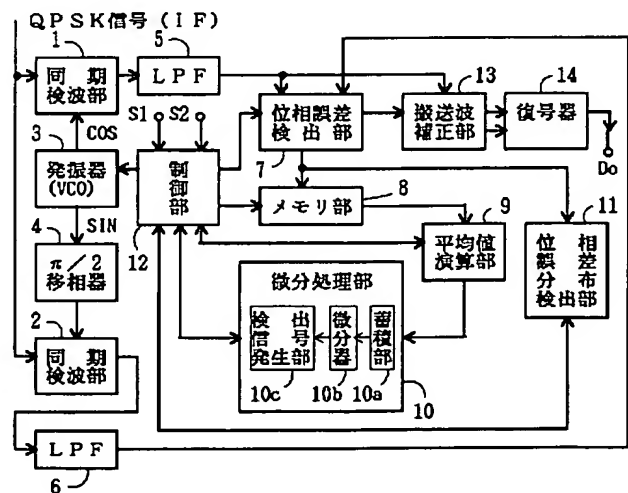 QPSK信号(IF)
1
同期
検波部
5
LPF
S1 S2
COS
3
発振器
(VCO)
SIN
4
π/2
移相器
2
同期
検波部
LPF
6
制御部
12
位相誤差
検出部
7
メモリ部
8
13
搬送波
補正部
14
復号器
Do
9
平均値
演算部
11
位相
誤差
分布
検出部
微分処理部
検出
信号
発生部
10c
微分器
10b
蓄積部
10a
10